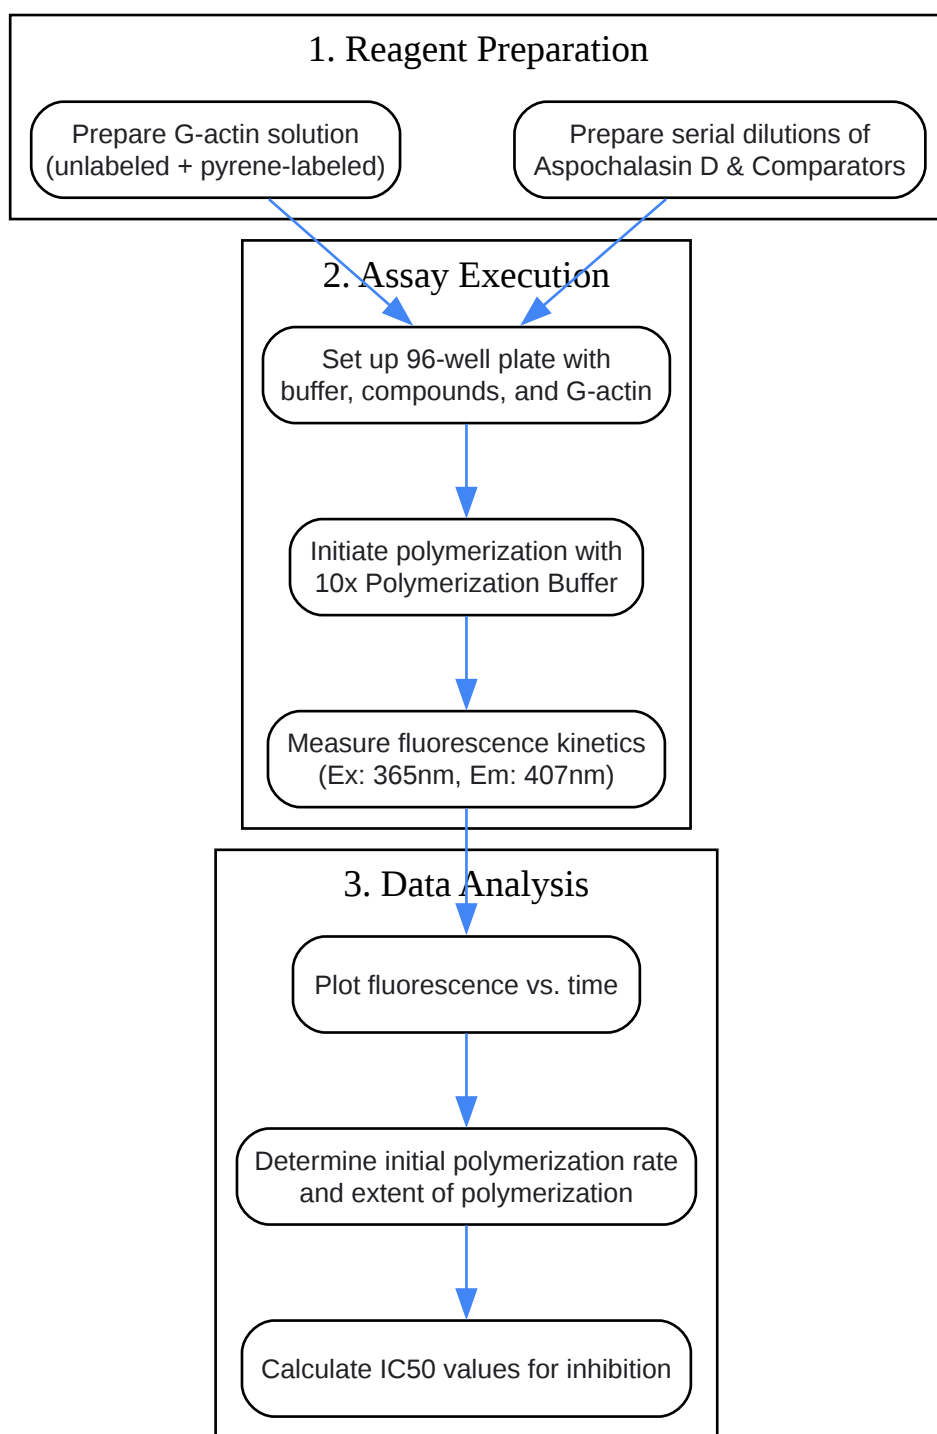 1. Reagent Preparation
Prepare G-actin solution
(unlabeled + pyrene-labeled)
Prepare serial dilutions of
Aspochalasin D & Comparators
2. Assay Execution
Set up 96-well plate with
buffer, compounds, and G-actin
Initiate polymerization with
10x Polymerization Buffer
Measure fluorescence kinetics
(Ex: 365nm, Em: 407nm)
3. Data Analysis
Plot fluorescence vs. time
Determine initial polymerization rate
and extent of polymerization
Calculate IC50 values for inhibition